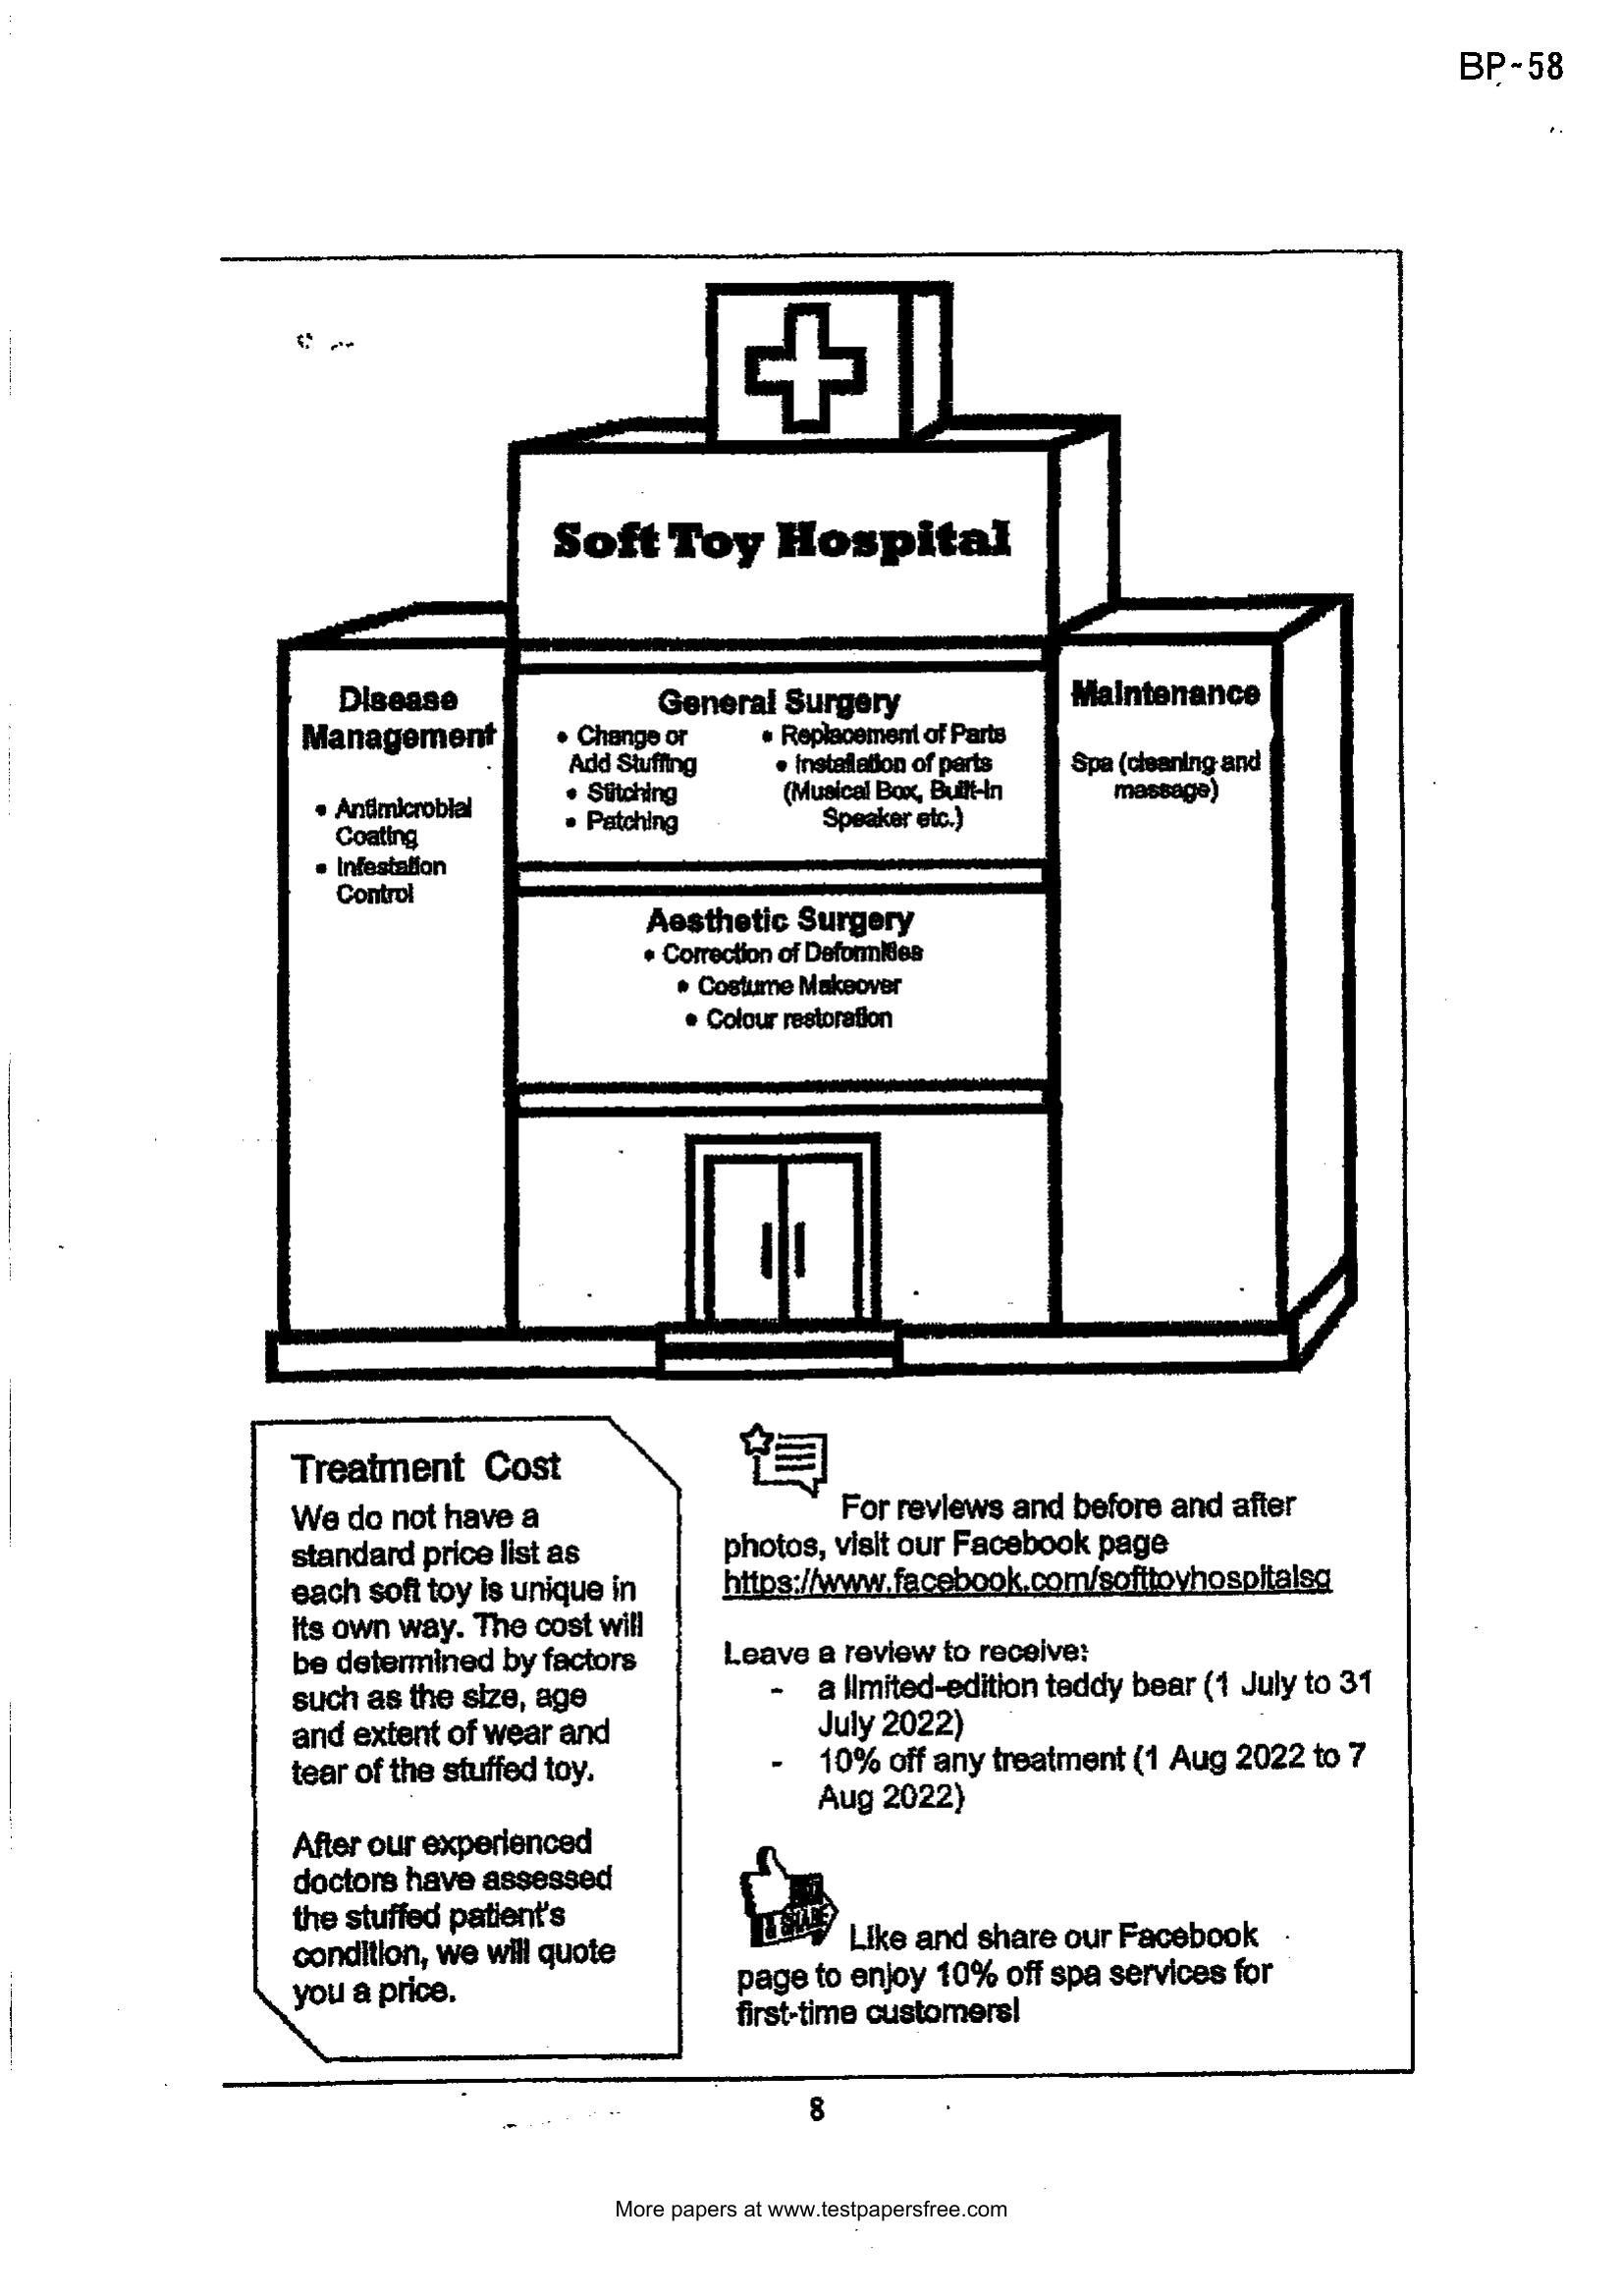 BP-58
Soft Toy Hospital
Disease
Management
• Antimicrobial
Coating
• Infestation
Control
General Surgery
• Change or
Add Stuffing
• Stitching
• Patching
• Replacement of Parts
• Installation of parts
(Musical Box, Built-In
Speaker etc.)
Aesthetic Surgery
• Correction of Deformities
• Costume Makeover
• Colour restoration
Maintenance
Spa (cleaning and
massage)
Treatment Cost
We do not have a
standard price list as
each soft toy is unique in
its own way. The cost will
be determined by factors
such as the size, age
and extent of wear and
tear of the stuffed toy.
After our experienced
doctors have assessed
the stuffed patient's
condition, we will quote
you a price.
For reviews and before and after
photos, visit our Facebook page
https://www.facebook.com/softtoyhospitalsg
Leave a review to receive:
- a limited-edition teddy bear (1 July to 31
July 2022)
- 10% off any treatment (1 Aug 2022 to 7
Aug 2022)
& SHARE
Like and share our Facebook
page to enjoy 10% off spa services for
first-time customers!
8
More papers at www.testpapersfree.com